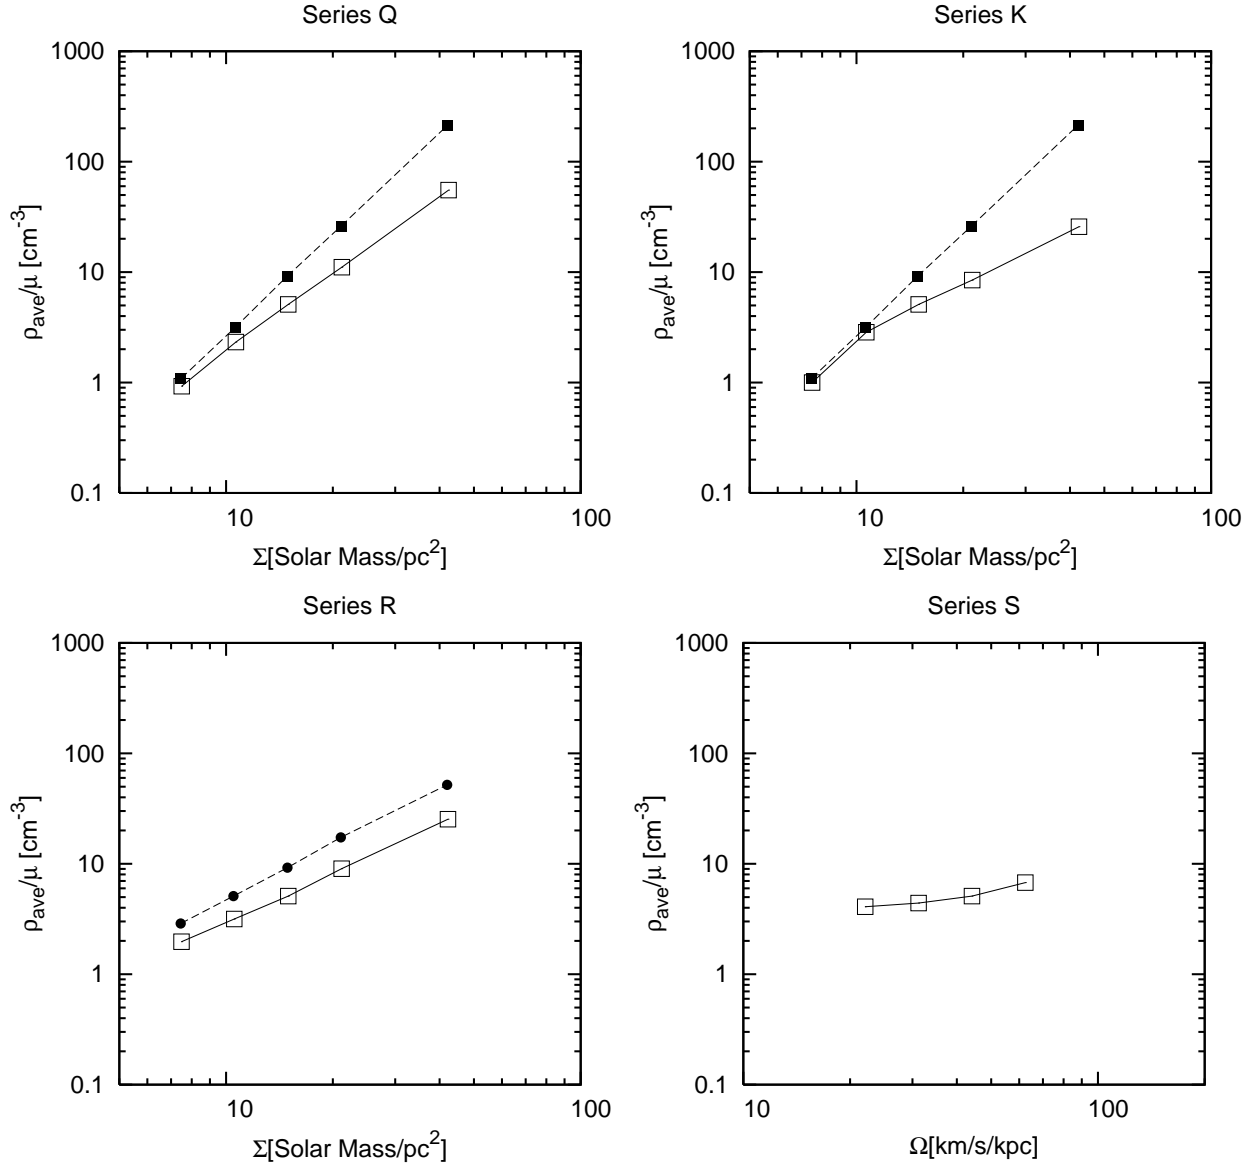 Series Q
1000
100
10
1
0.1
ρave/μ [cm-3]
10 100
Σ[Solar Mass/pc2]
Series K
1000
100
10
1
0.1
ρave/μ [cm-3]
10 100
Σ[Solar Mass/pc2]
Series R
1000
100
10
1
0.1
ρave/μ [cm-3]
10 100
Σ[Solar Mass/pc2]
Series S
1000
100
10
1
0.1
ρave/μ [cm-3]
10 100
Ω[km/s/kpc]